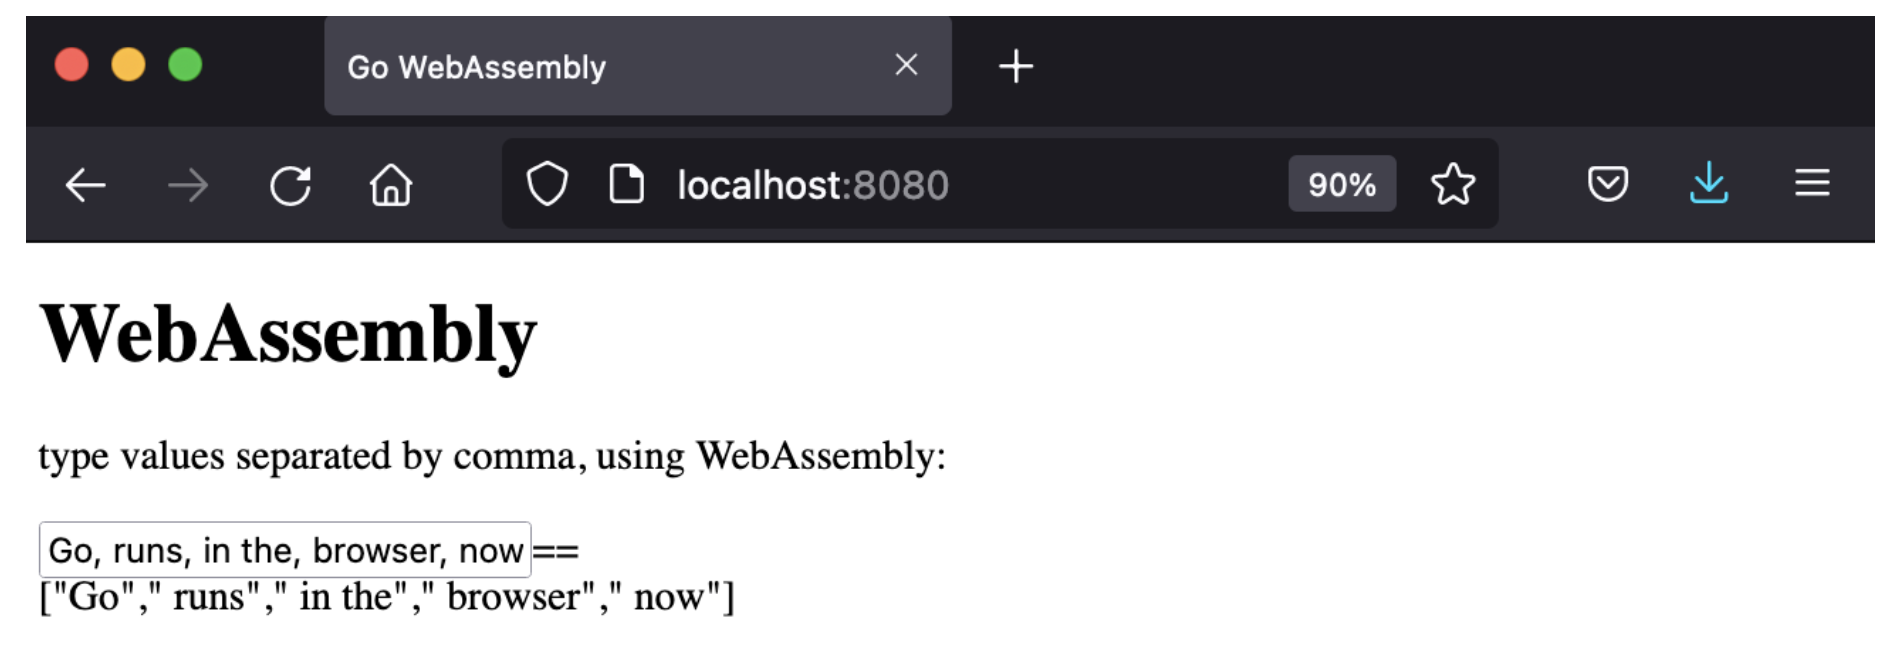 Go WebAssembly
localhost:8080 90%
WebAssembly
type values separated by comma, using WebAssembly:
Go, runs, in the, browser, now==
["Go"," runs"," in the"," browser"," now"]